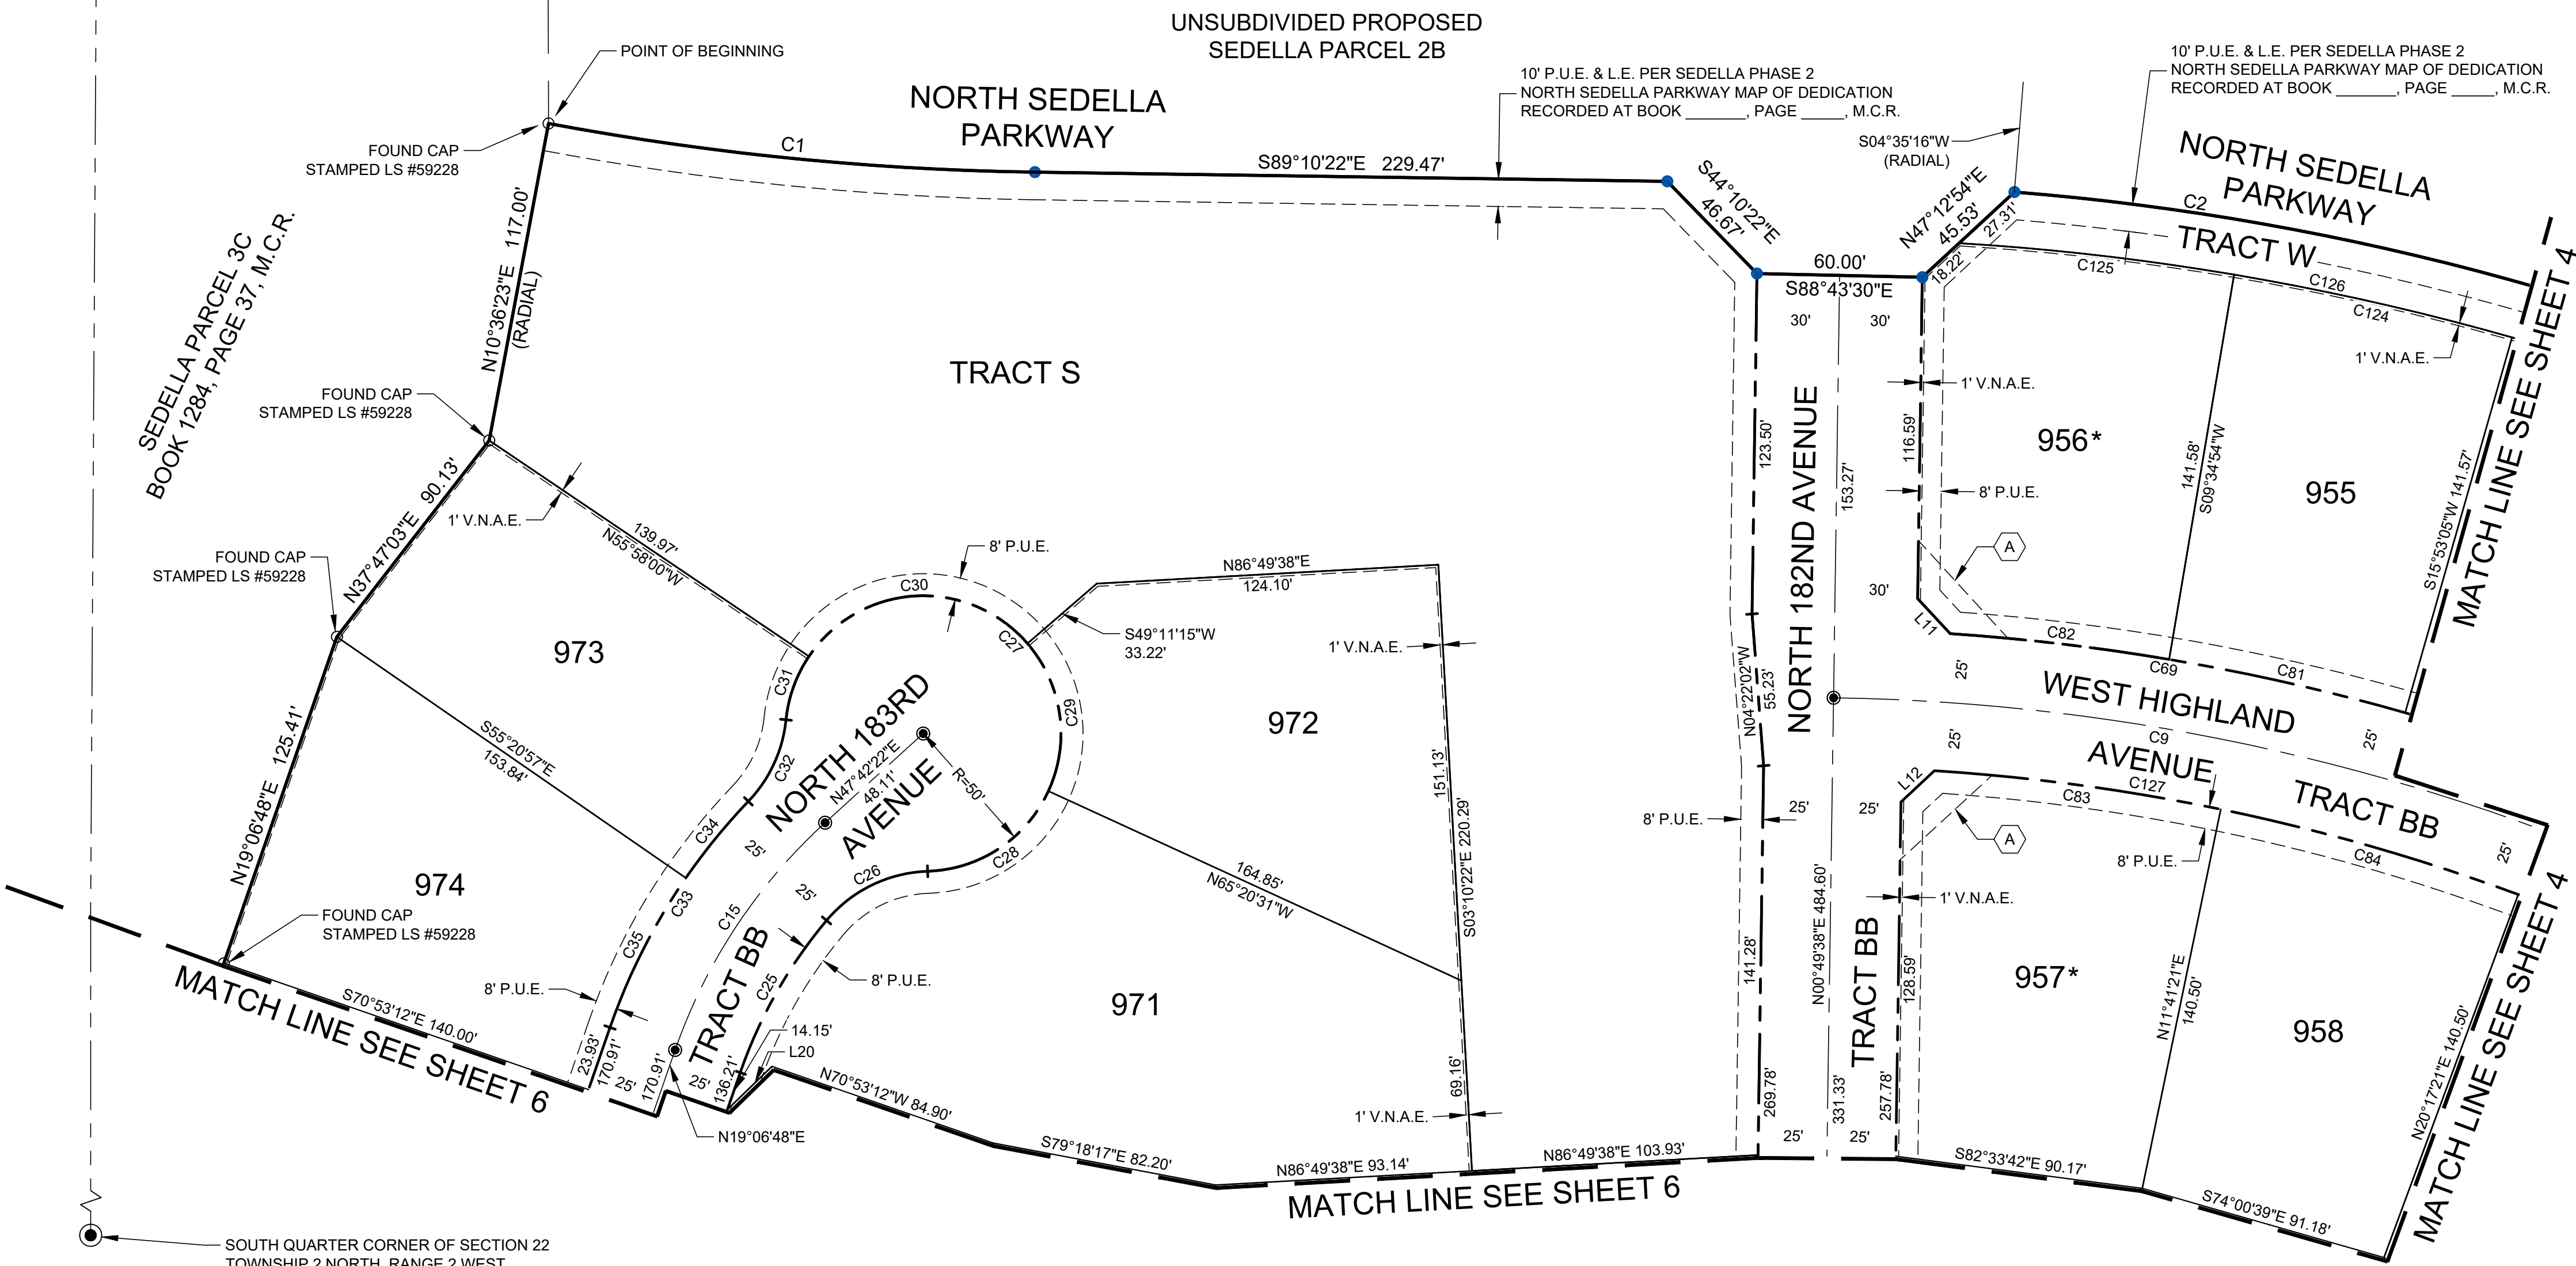 UNSUBDIVIDED PROPOSED
SEDELLA PARCEL 2B
POINT OF BEGINNING
10' P.U.E. & L.E. PER SEDELLA PHASE 2
NORTH SEDELLA PARKWAY MAP OF DEDICATION
RECORDED AT BOOK _______, PAGE _____, M.C.R.
10' P.U.E. & L.E. PER SEDELLA PHASE 2
NORTH SEDELLA PARKWAY MAP OF DEDICATION
RECORDED AT BOOK _______, PAGE _____, M.C.R.
NORTH SEDELLA
PARKWAY
FOUND CAP
STAMPED LS #59228
C1
S89°10'22"E 229.47'
S44°10'22"E
46.67'
S04°35'16"W
(RADIAL)
N47°12'54"E
45.53'
27.31'
18.22'
NORTH SEDELLA
PARKWAY
C2
TRACT W
C125
C126
C124
1' V.N.A.E.
MATCH LINE SEE SHEET 4
60.00'
S88°43'30"E
30'
30'
N10°36'23"E 117.00'
(RADIAL)
SEDELLA PARCEL 3C
BOOK 1284, PAGE 37, M.C.R.
TRACT S
FOUND CAP
STAMPED LS #59228
1' V.N.A.E.
N37°47'03"E 90.13'
139.97'
N55°58'00"W
FOUND CAP
STAMPED LS #59228
973
8' P.U.E.
C30
C27
N86°49'38"E
124.10'
S49°11'15"W
33.22'
1' V.N.A.E.
C31
C32
C29
972
NORTH 183RD
AVENUE
N47°42'22"E
48.11'
R=50'
C28
C26
C34
25'
25'
S55°20'57"E
153.84'
N19°06'48"E 125.41'
974
C33
C35
C15
C25
TRACT BB
164.85'
N65°20'31"W
151.13'
S03°10'22"E 220.29'
69.16'
FOUND CAP
STAMPED LS #59228
8' P.U.E.
8' P.U.E.
971
S70°53'12"E 140.00'
MATCH LINE SEE SHEET 6
23.93'
170.91'
25'
170.91'
25'
136.21'
14.15'
L20
N19°06'48"E
N70°53'12"W 84.90'
S79°18'17"E 82.20'
N86°49'38"E 93.14'
1' V.N.A.E.
N86°49'38"E 103.93'
MATCH LINE SEE SHEET 6
123.50'
NORTH 182ND AVENUE
153.27'
116.59'
1' V.N.A.E.
8' P.U.E.
A
30'
L11
956*
141.58'
S09°34'54"W
955
S15°53'05"W 141.57'
C82
C69
C81
25'
WEST HIGHLAND
AVENUE
C9
25'
25'
N04°22'02"W
55.23'
8' P.U.E.
25'
25'
L12
C127
C83
C84
A
8' P.U.E.
TRACT BB
25'
1' V.N.A.E.
141.28'
N00°49'38"E 484.60'
TRACT BB
128.59'
957*
N11°41'21"E
140.50'
958
N20°17'21"E 140.50'
MATCH LINE SEE SHEET 4
269.78'
331.33'
257.78'
25'
25'
S82°33'42"E 90.17'
S74°00'39"E 91.18'
SOUTH QUARTER CORNER OF SECTION 22
TOWNSHIP 2 NORTH, RANGE 2 WEST